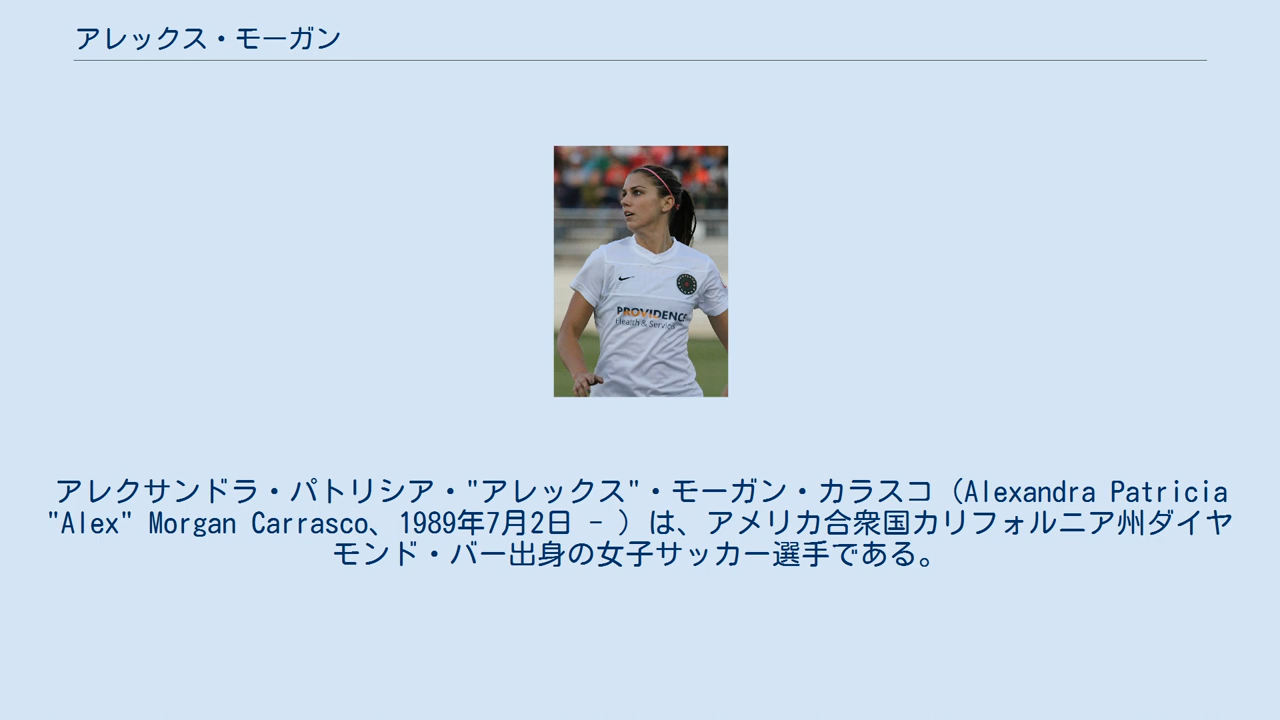 アレックス・モーガン
PROVIDENCE
Health & Services
アレクサンドラ・パトリシア・"アレックス"・モーガン・カラスコ（Alexandra Patricia
"Alex" Morgan Carrasco、1989年7月2日 - ）は、アメリカ合衆国カリフォルニア州ダイヤ
モンド・バー出身の女子サッカー選手である。